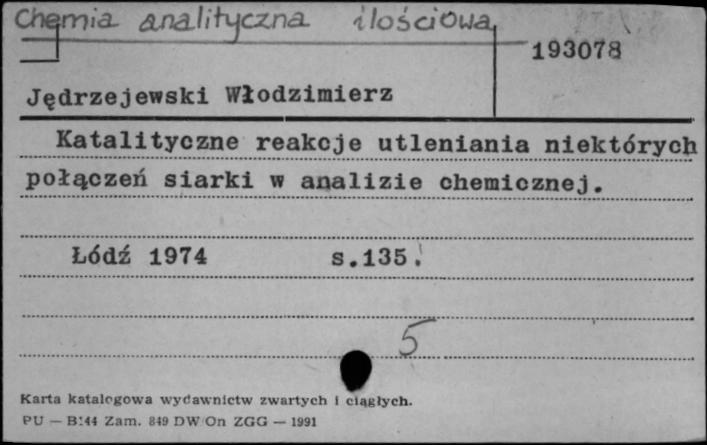 Chemia analityczna ilościowa
193078
Jędrzejewski Włodzimierz
Katalityczne reakcje utleniania niektórych
połączeń siarki w analizie chemicznej.
Łódź 1974 s.135.
5
Karta katalogowa wydawnictw zwartych i ciągłych.
PU — B144 Zam. 849 DW On ZGG — 1991